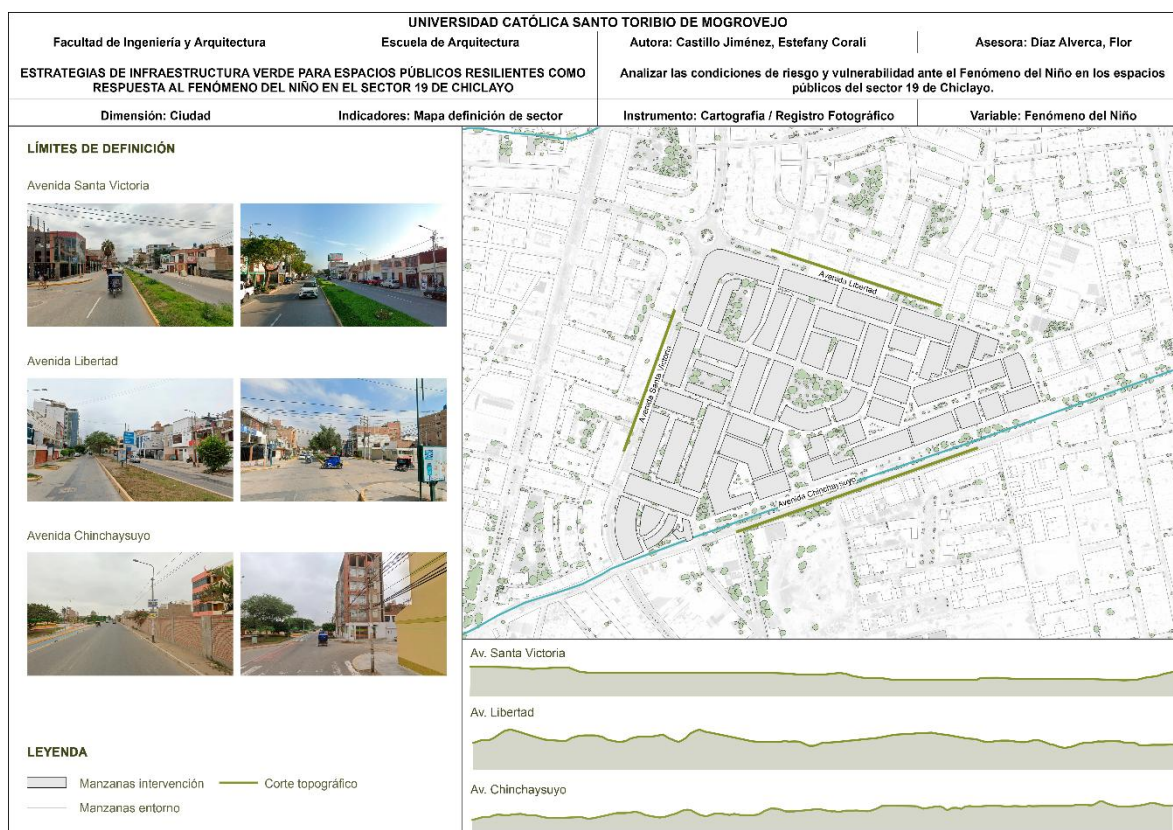 UNIVERSIDAD CATÓLICA SANTO TORIBIO DE MOGROVEJO
Facultad de Ingeniería y Arquitectura
Escuela de Arquitectura
Autora: Castillo Jiménez, Estefany Corali
Asesora: Díaz Alverca, Flor
ESTRATEGIAS DE INFRAESTRUCTURA VERDE PARA ESPACIOS PÚBLICOS RESILIENTES COMO
RESPUESTA AL FENÓMENO DEL NIÑO EN EL SECTOR 19 DE CHICLAYO
Analizar las condiciones de riesgo y vulnerabilidad ante el Fenómeno del Niño en los espacios
públicos del sector 19 de Chiclayo.
Dimensión: Ciudad
Indicadores: Mapa definición de sector
Instrumento: Cartografía / Registro Fotográfico
Variable: Fenómeno del Niño
LÍMITES DE DEFINICIÓN
Avenida Santa Victoria
Avenida Libertad
Avenida Chinchaysuyo
LEYENDA
Manzanas intervención
Corte topográfico
Manzanas entorno
Avenida Libertad
Avenida Santa Victoria
Avenida Chinchaysuyo
Av. Santa Victoria
Av. Libertad
Av. Chinchaysuyo